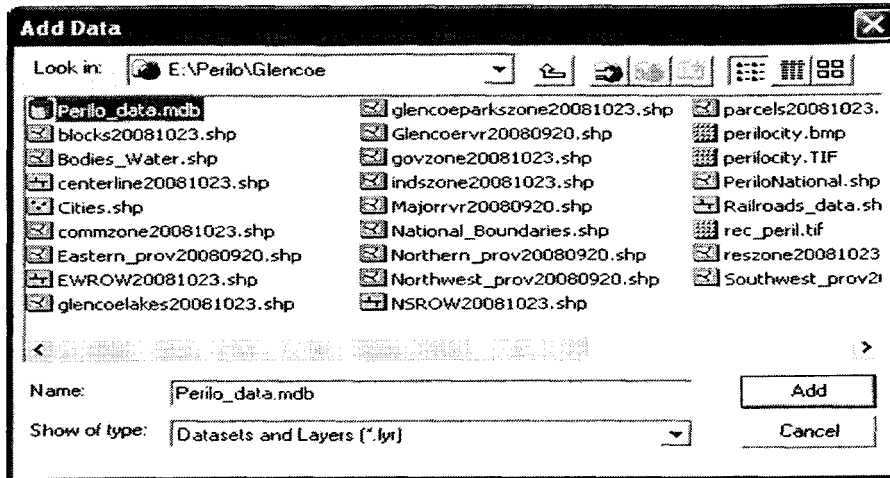 Add Data
Look in: E:\Perilo\Glencoe
Perilo_data.mdb
blocks20081023.shp
Bodies_Water.shp
centerline20081023.shp
Cities.shp
commzone20081023.shp
Eastern_prov20080920.shp
EWROW20081023.shp
glencoelakes20081023.shp
glencoeparkszone20081023.shp
Glencoervr20080920.shp
govzone20081023.shp
indszone20081023.shp
Majorrvr20080920.shp
National_Boundaries.shp
Northern_prov20080920.shp
Northwest_prov20080920.shp
NSROW20081023.shp
parcels20081023.
perilocity.bmp
perilocity.TIF
PeriloNational.shp
Railroads_data.sh
rec_peril.tif
reszone20081023
Southwest_prov2
Name: Perilo_data.mdb
Add
Show of type: Datasets and Layers (*.lyr)
Cancel